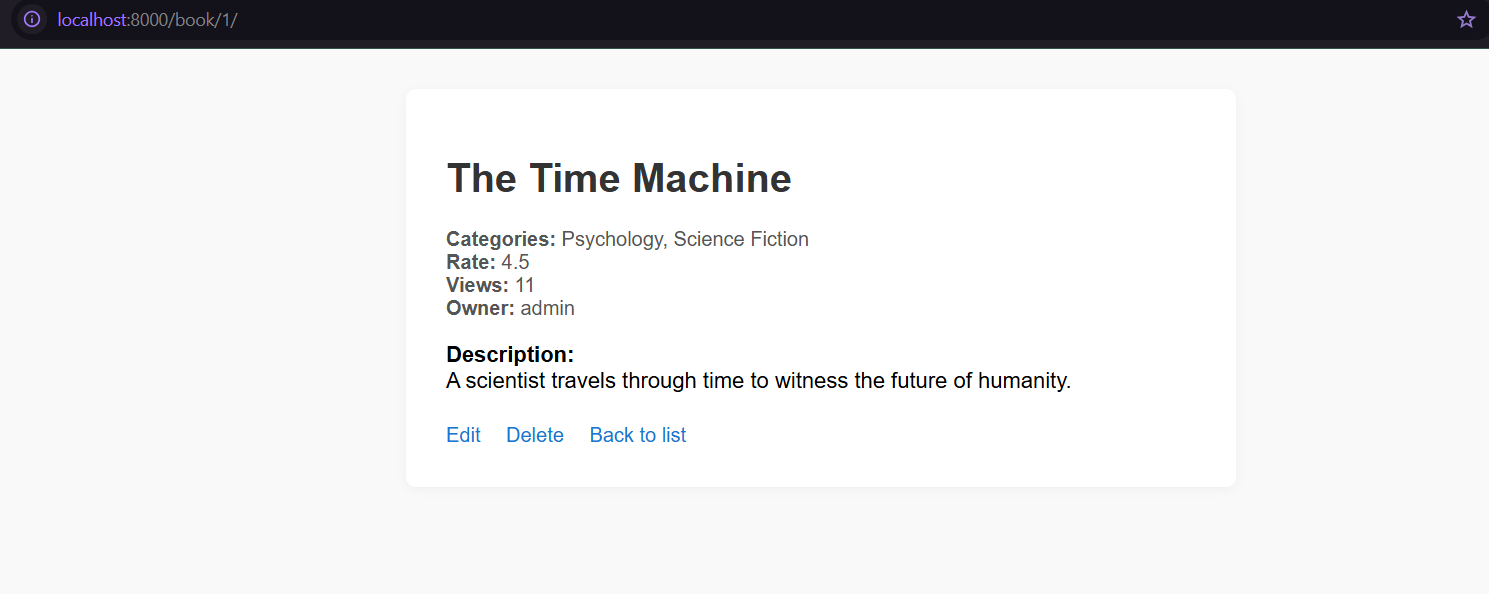 localhost:8000/book/1/
The Time Machine
Categories: Psychology, Science Fiction
Rate: 4.5
Views: 11
Owner: admin
Description:
A scientist travels through time to witness the future of humanity.
Edit Delete Back to list